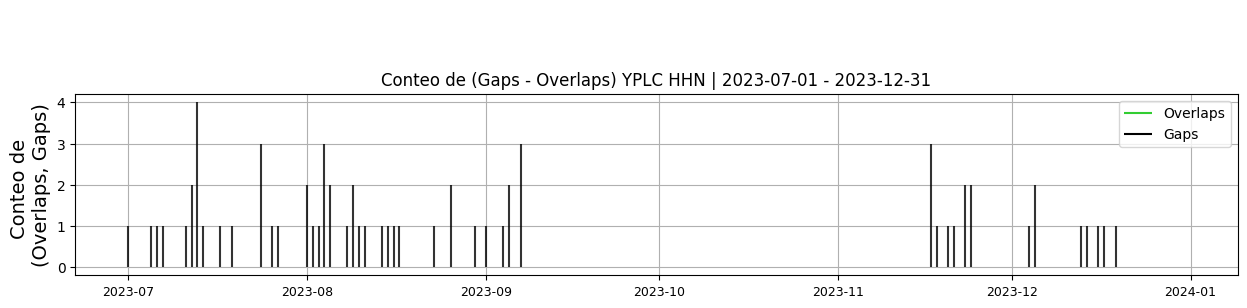 Conteo de (Gaps - Overlaps) YPLC HHN | 2023-07-01 - 2023-12-31
Conteo de
(Overlaps, Gaps)
4
3
2
1
0
Overlaps
Gaps
2023-07
2023-08
2023-09
2023-10
2023-11
2023-12
2024-01